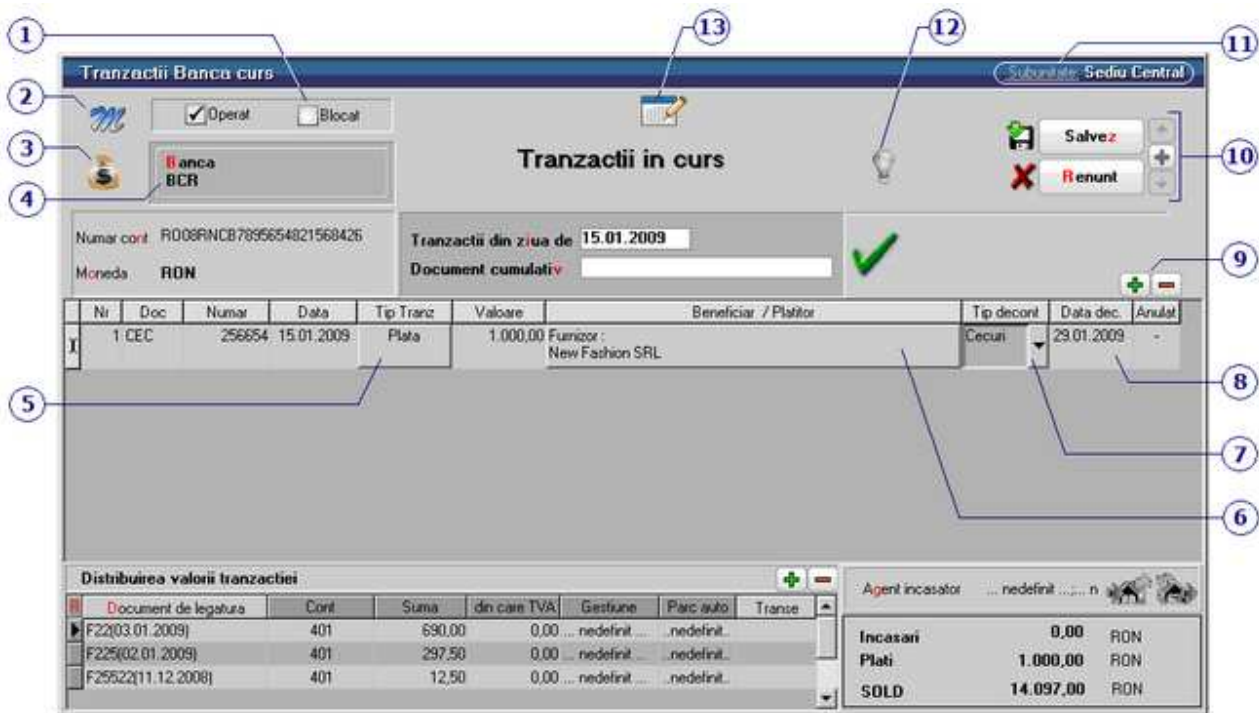 13
12
11
1
Tranzactii Banca curs
Subunitate: Sediu Central
2
Operat
Blocat
Salvez
10
3
Banca
BCR
Tranzactii in curs
Renunt
4
Numar cont RO08RNCB7895654821568426
Tranzactii din ziua de 15.01.2009
Moneda RON
Document cumulativ
9
Nr Doc Numar Data Tip Tranz Valoare Beneficiar / Platitor Tip decont Data dec. Anulat
1 CEC 256654 15.01.2009 Plata 1.000,00 Furnizor : Cecuri 29.01.2009 -
New Fashion SRL
8
5
7
6
Distribuirea valorii tranzactiei
Agent incasator ... nedefinit ...;... n
R Document de legatura Cont Suma din care TVA Gestiune Parc auto Transe
F22(03.01.2009) 401 690,00 0,00 ... nedefinit ... ..nedefinit..
F225(02.01.2009) 401 297,50 0,00 ... nedefinit ... ..nedefinit..
F25522(11.12.2008) 401 12,50 0,00 ... nedefinit ... ..nedefinit..
Incasari 0,00 RON
Plati 1.000,00 RON
SOLD 14.097,00 RON